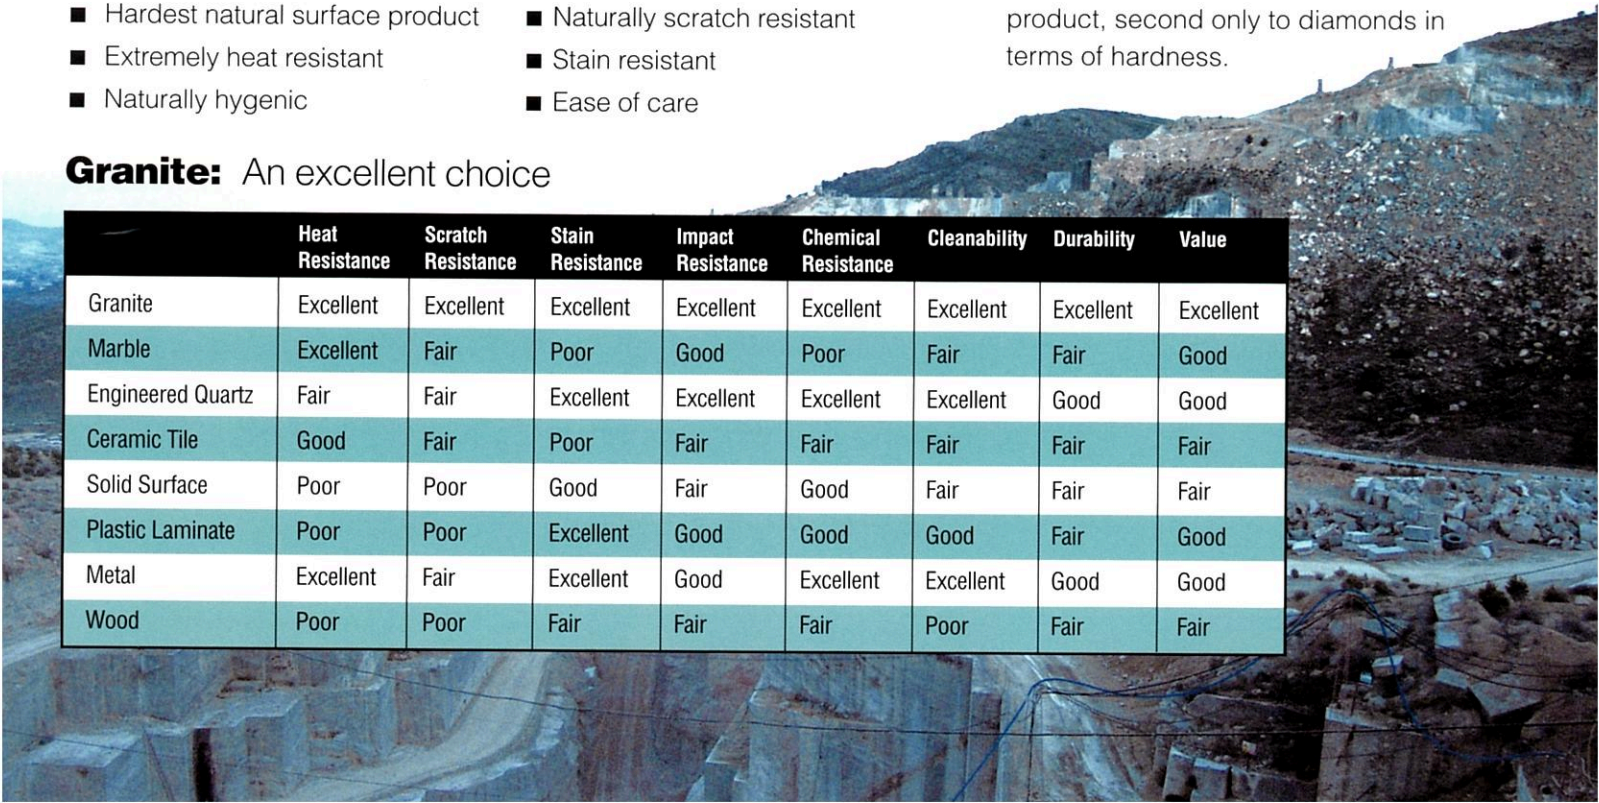 ■ Hardest natural surface product
■ Extremely heat resistant
■ Naturally hygenic
■ Naturally scratch resistant
■ Stain resistant
■ Ease of care
product, second only to diamonds in
terms of hardness.
Granite: An excellent choice
Heat Resistance Scratch Resistance Stain Resistance Impact Resistance Chemical Resistance Cleanability Durability Value
Granite Excellent Excellent Excellent Excellent Excellent Excellent Excellent Excellent
Marble Excellent Fair Poor Good Poor Fair Fair Good
Engineered Quartz Fair Fair Excellent Excellent Excellent Excellent Good Good
Ceramic Tile Good Fair Poor Fair Fair Fair Fair Fair
Solid Surface Poor Poor Good Fair Good Fair Fair Fair
Plastic Laminate Poor Poor Excellent Good Good Good Fair Good
Metal Excellent Fair Excellent Good Excellent Excellent Good Good
Wood Poor Poor Fair Fair Fair Poor Fair Fair